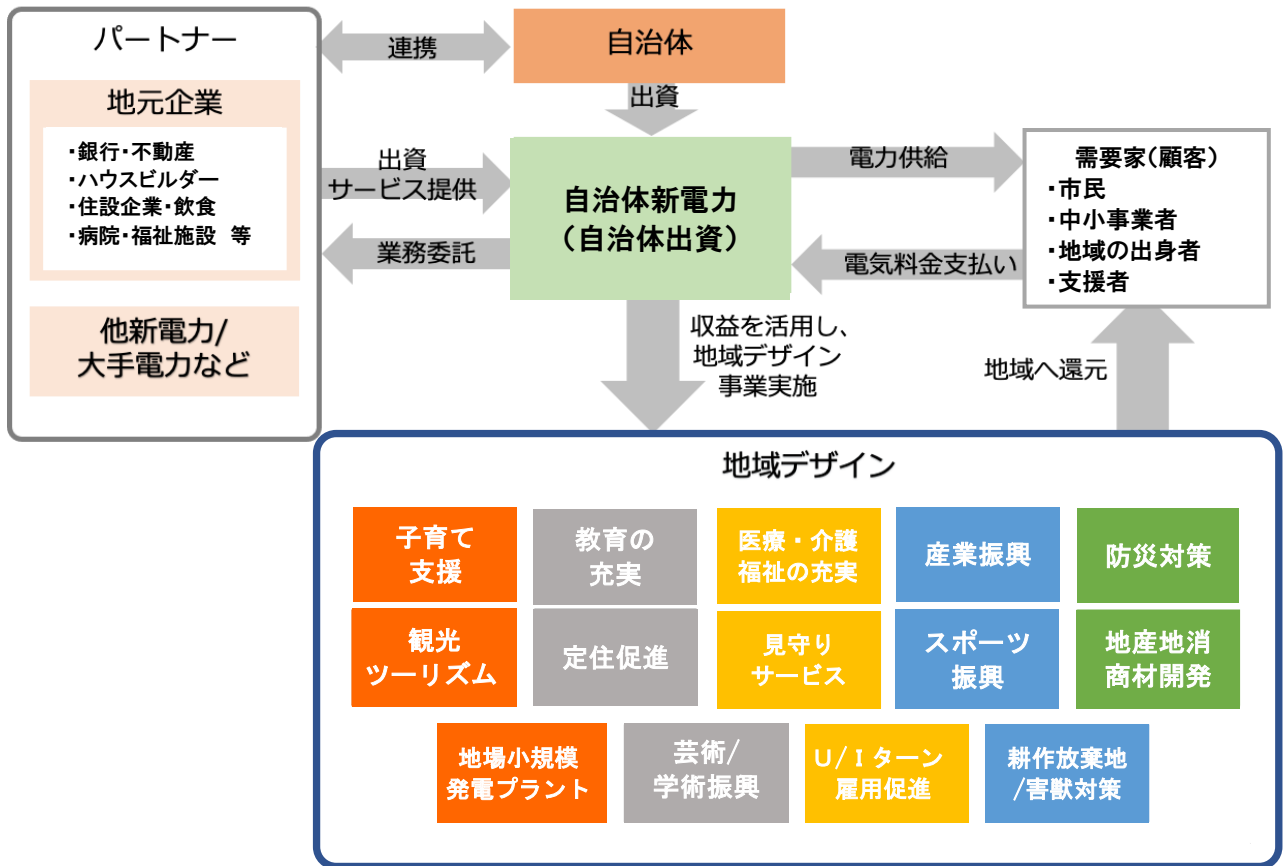 パートナー
地元企業
・銀行・不動産
・ハウスビルダー
・住設企業・飲食
・病院・福祉施設 等
他新電力/
大手電力など
連携
自治体
出資
出資
サービス提供
業務委託
自治体新電力
（自治体出資）
電力供給
電気料金支払い
需要家(顧客)
・市民
・中小事業者
・地域の出身者
・支援者
収益を活用し、
地域デザイン
事業実施
地域へ還元
地域デザイン
子育て
支援
教育の
充実
医療・介護
福祉の充実
産業振興
防災対策
観光
ツーリズム
定住促進
見守り
サービス
スポーツ
振興
地産地消
商材開発
地場小規模
発電プラント
芸術/
学術振興
U/Iターン
雇用促進
耕作放棄地
/害獣対策